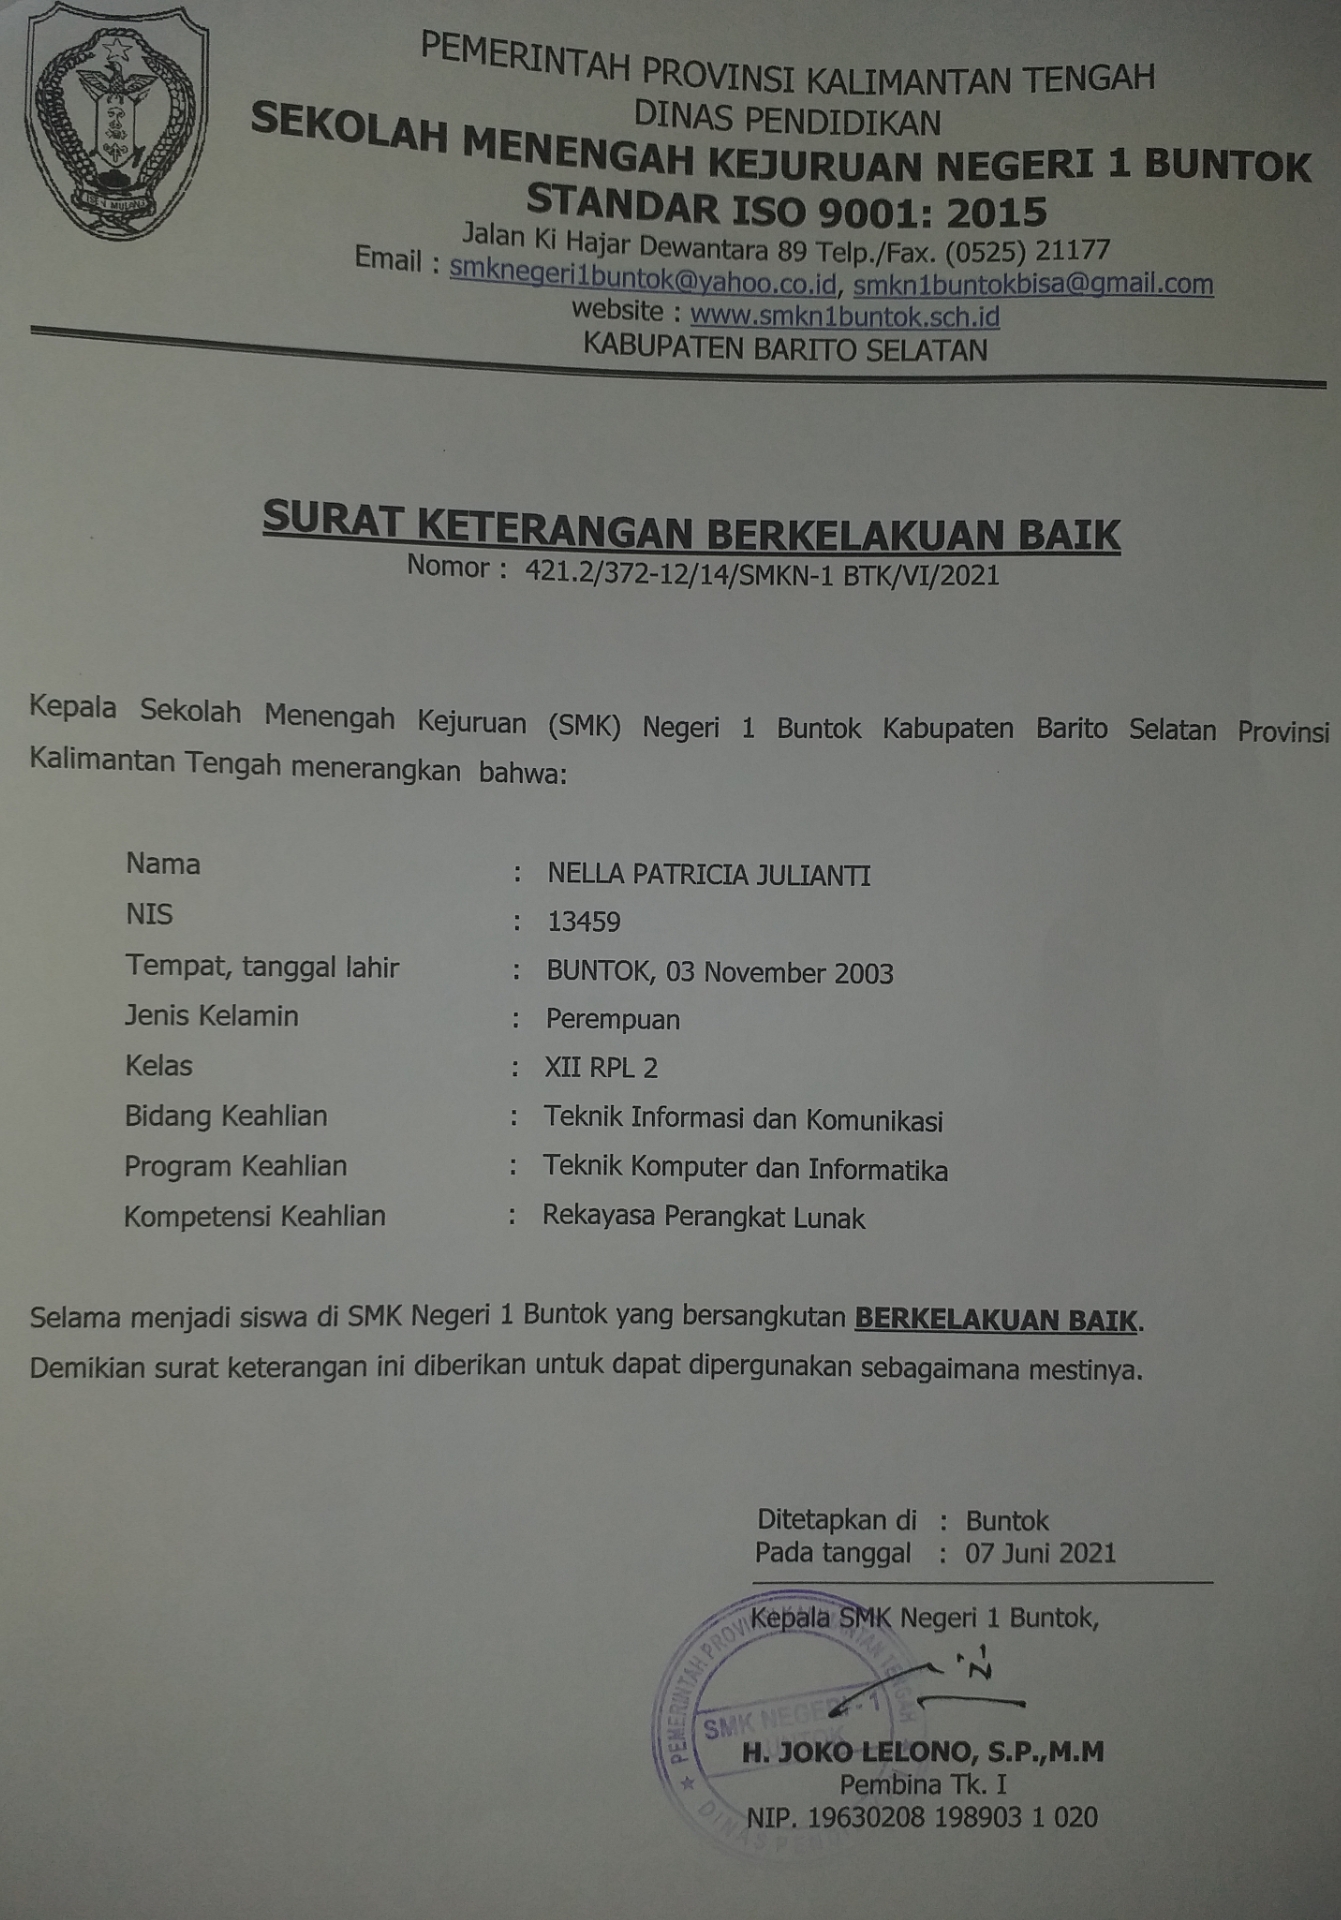 PEMERINTAH PROVINSI KALIMANTAN TENGAH
DINAS PENDIDIKAN
SEKOLAH MENENGAH KEJURUAN NEGERI 1 BUNTOK
STANDAR ISO 9001: 2015
Jalan Ki Hajar Dewantara 89 Telp./Fax. (0525) 21177
Email : smknegeri1buntok@yahoo.co.id, smkn1buntokbisa@gmail.com
website : www.smkn1buntok.sch.id
KABUPATEN BARITO SELATAN
SURAT KETERANGAN BERKELAKUAN BAIK
Nomor : 421.2/372-12/14/SMKN-1 BTK/VI/2021
Kepala Sekolah Menengah Kejuruan (SMK) Negeri 1 Buntok Kabupaten Barito Selatan Provinsi
Kalimantan Tengah menerangkan bahwa:
Nama : NELLA PATRICIA JULIANTI
NIS : 13459
Tempat, tanggal lahir : BUNTOK, 03 November 2003
Jenis Kelamin : Perempuan
Kelas : XII RPL 2
Bidang Keahlian : Teknik Informasi dan Komunikasi
Program Keahlian : Teknik Komputer dan Informatika
Kompetensi Keahlian : Rekayasa Perangkat Lunak
Selama menjadi siswa di SMK Negeri 1 Buntok yang bersangkutan BERKELAKUAN BAIK.
Demikian surat keterangan ini diberikan untuk dapat dipergunakan sebagaimana mestinya.
Ditetapkan di : Buntok
Pada tanggal : 07 Juni 2021
Kepala SMK Negeri 1 Buntok,
PEMERINTAH PROVINSI KALIMANTAN TENGAH
SMK NEGERI-1
BUNTOK
H. JOKO LELONO, S.P.,M.M
Pembina Tk. I
NIP. 19630208 198903 1 020